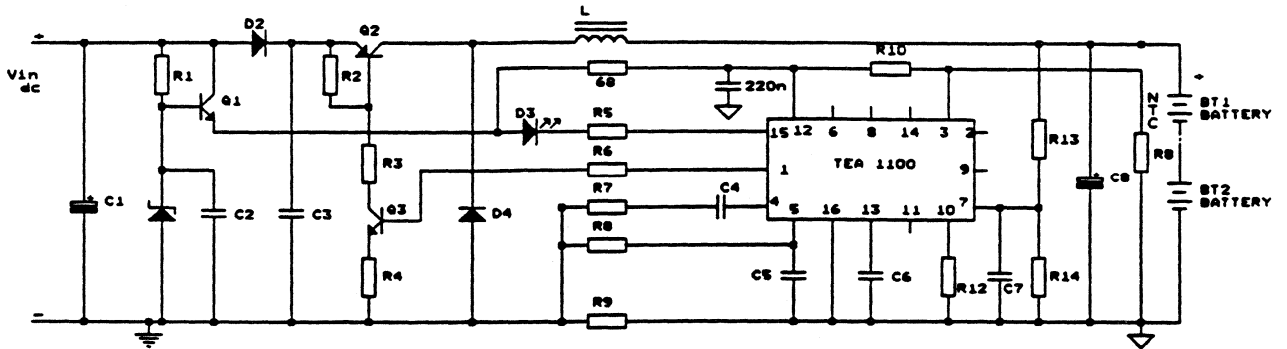 L
D2
Q2
+
R10
Vin
dc
R1
R2
68
220n
+
Q1
D3
R5
NTC
BT1
BATTERY
15 12 6 8 14 3 2
R13
R6
TEA 1100
R8
R3
1
9
C8
+
R7
C4
BT2
BATTERY
+
C1
C2
C3
Q3
D4
4
5 16 13 11 10
7
R8
R4
C5
C6
R12
C7
R14
-
R9